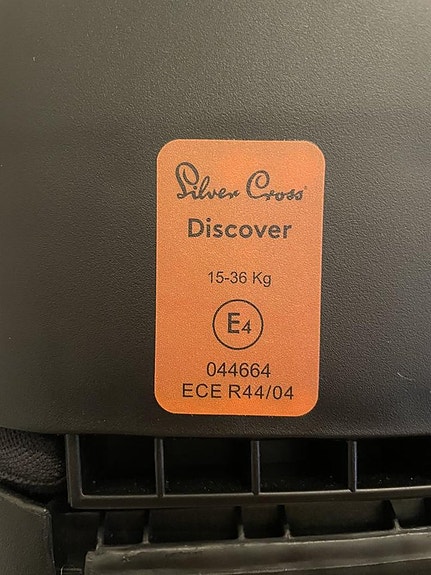 Silver Cross
Discover
15-36 Kg
E4
044664
ECE R44/04